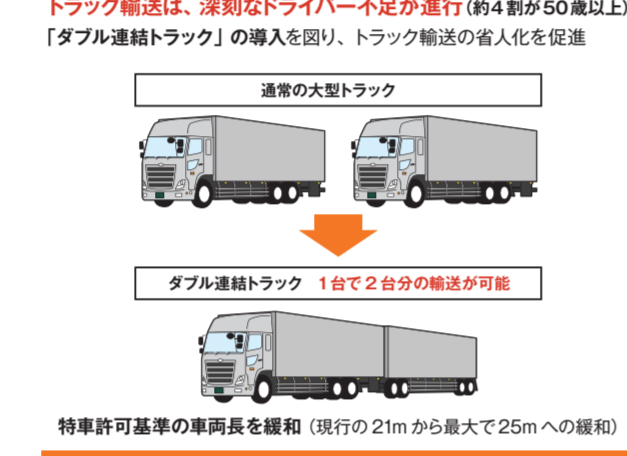 トラック輸送は、深刻なドライバー不足が進行(約4割が50歳以上)
「ダブル連結トラック」の導入を図り、トラック輸送の省人化を促進
通常の大型トラック
ダブル連結トラック 1台で2台分の輸送が可能
特車許可基準の車両長を緩和(現行の21mから最大で25mへの緩和)